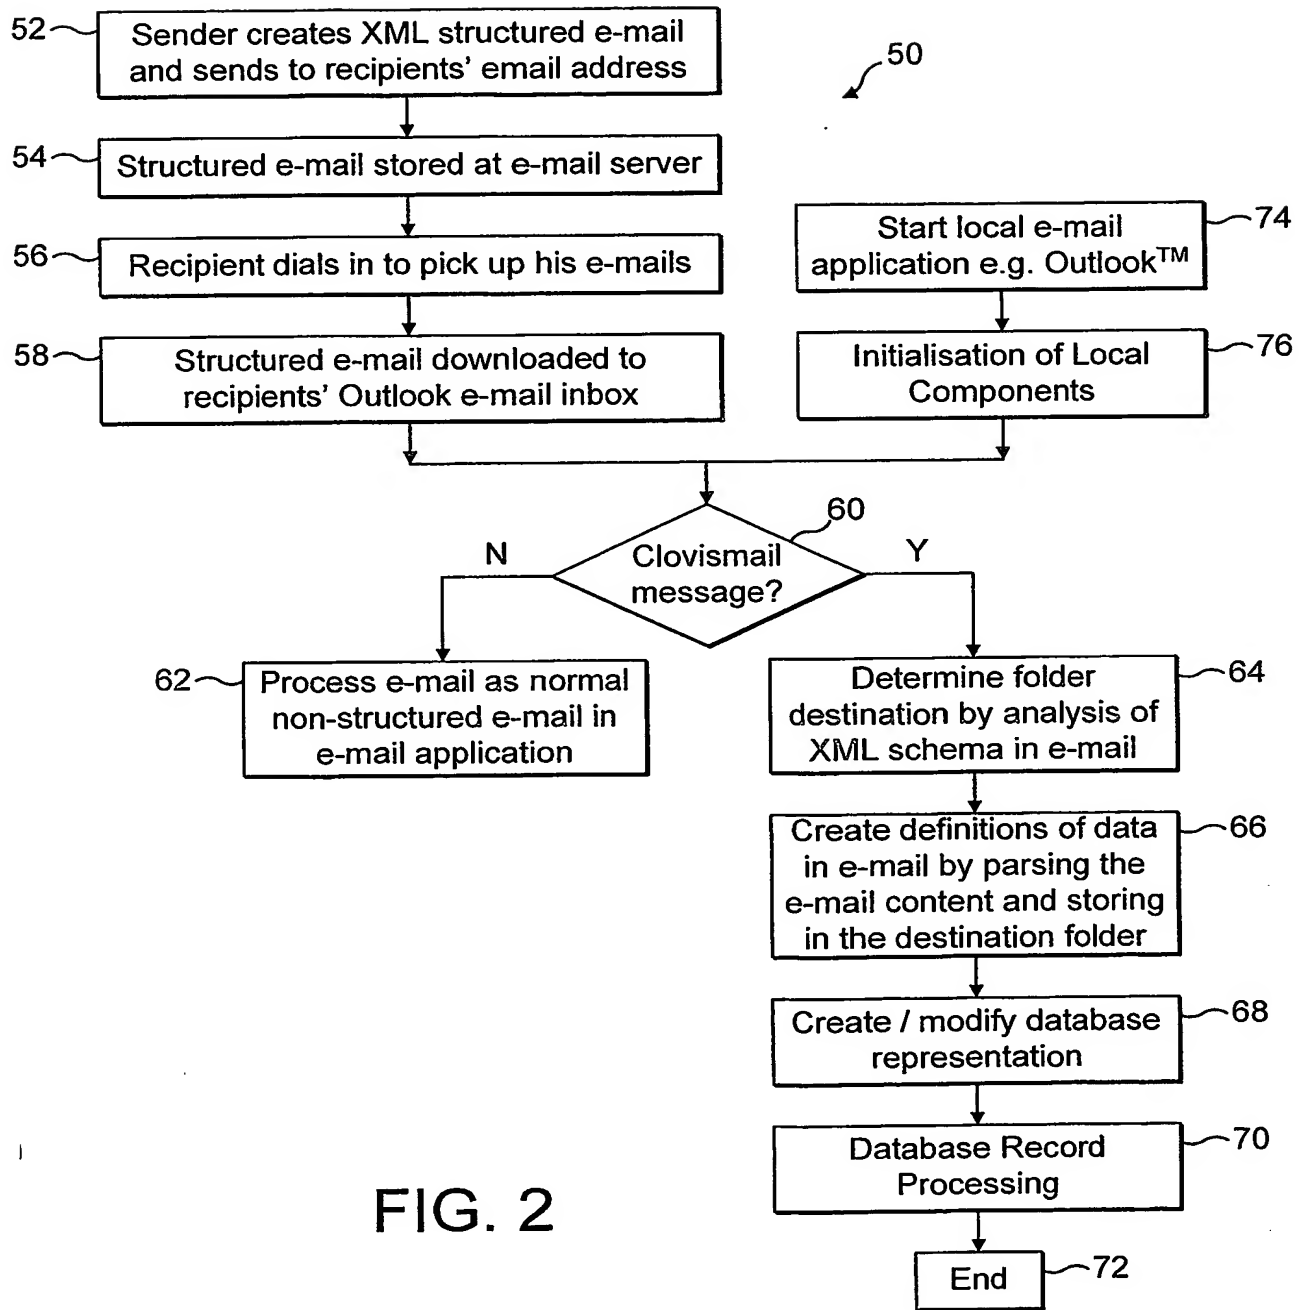 52
Sender creates XML structured e-mail
and sends to recipients' email address
50
54
Structured e-mail stored at e-mail server
56
Recipient dials in to pick up his e-mails
58
Structured e-mail downloaded to
recipients' Outlook e-mail inbox
74
Start local e-mail
application e.g. Outlook™
76
Initialisation of Local
Components
60
Clovismail
message?
N
Y
62
Process e-mail as normal
non-structured e-mail in
e-mail application
64
Determine folder
destination by analysis of
XML schema in e-mail
66
Create definitions of data
in e-mail by parsing the
e-mail content and storing
in the destination folder
68
Create / modify database
representation
70
Database Record
Processing
72
End
FIG. 2